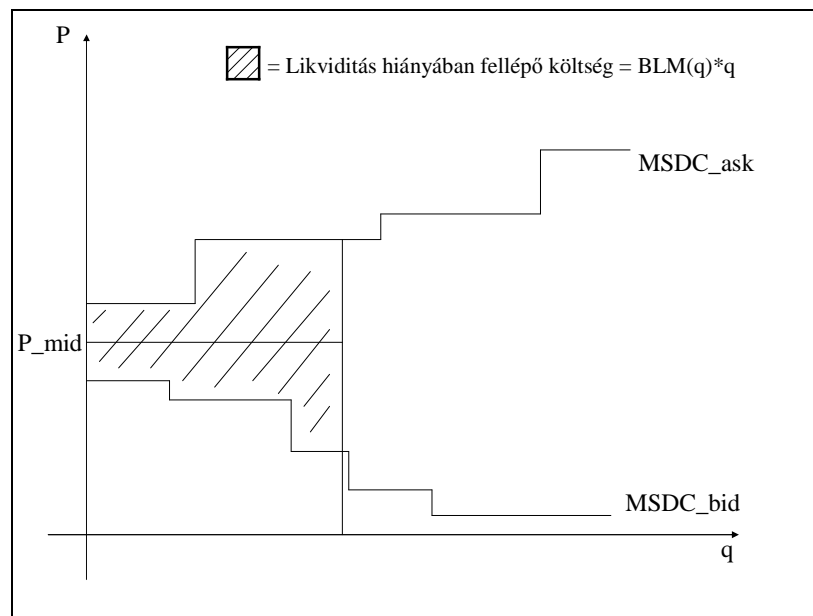 P
= Likviditás hiányában fellépő költség = BLM(q)*q
MSDC_ask
P_mid
MSDC_bid
q